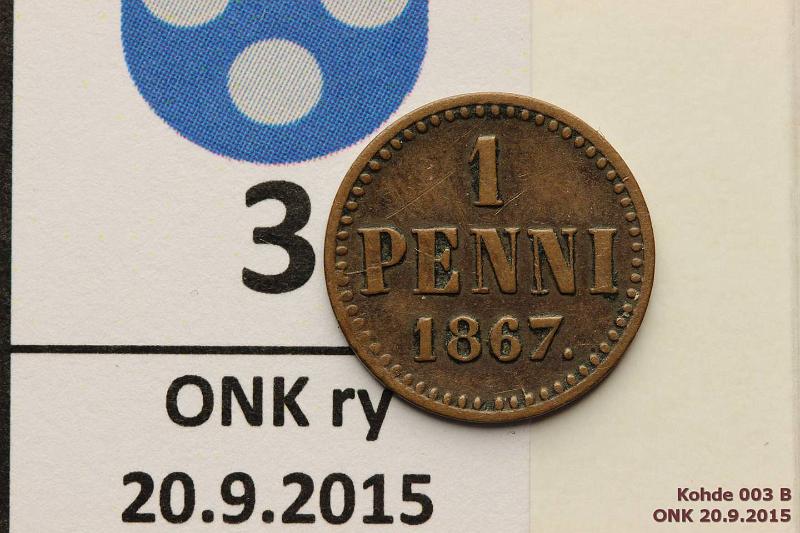 1
PENNI
1867.
3
ONK ry
20.9.2015
Kohde 003 B
ONK 20.9.2015